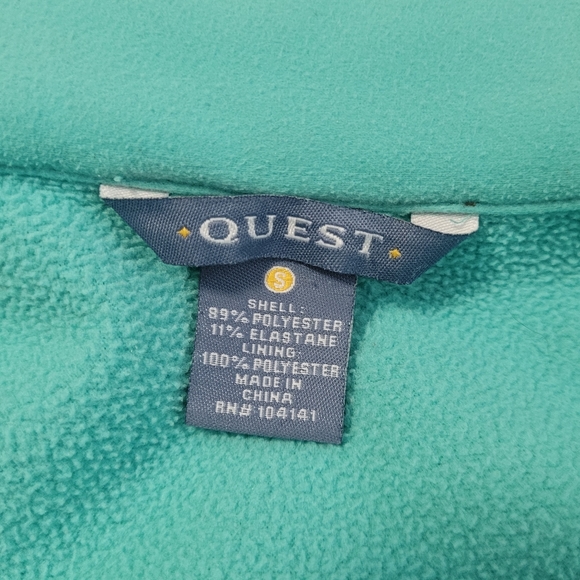 QUEST
S
SHELL:
89% POLYESTER
11% ELASTANE
LINING:
100% POLYESTER
MADE IN
CHINA
RN# 104141